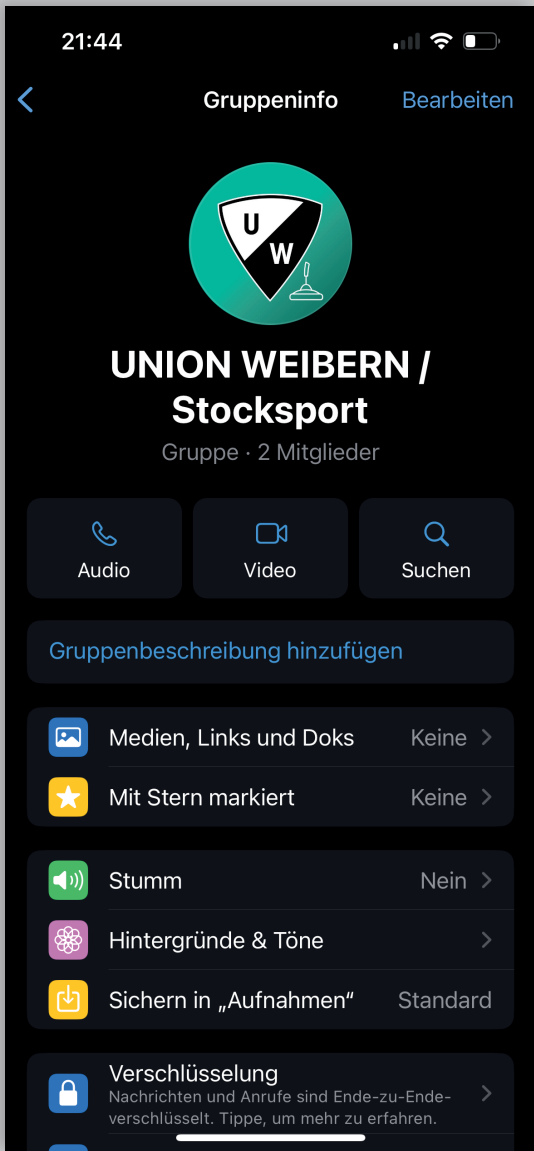 21:44
Gruppeninfo
Bearbeiten
U
W
UNION WEIBERN /
Stocksport
Gruppe · 2 Mitglieder
Audio
Video
Suchen
Gruppenbeschreibung hinzufügen
Medien, Links und Doks
Keine
Mit Stern markiert
Keine
Stumm
Nein
Hintergründe & Töne
Sichern in „Aufnahmen“
Standard
Verschlüsselung
Nachrichten und Anrufe sind Ende-zu-Ende-
verschlüsselt. Tippe, um mehr zu erfahren.